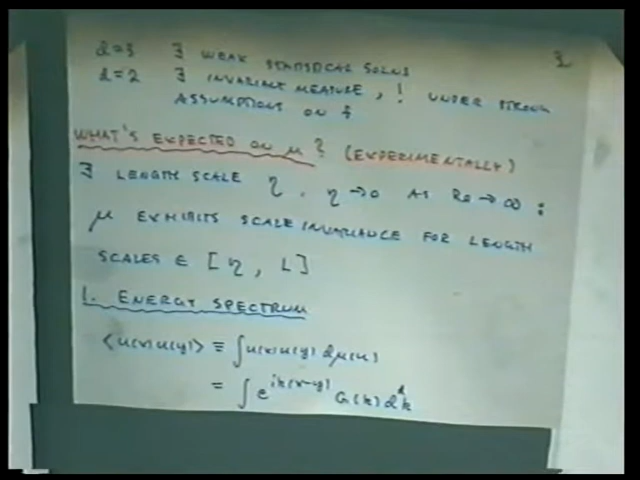 2
d=3 ∃ WEAK STATISTICAL SOLNS
d=2 ∃ INVARIANT MEASURE, ! UNDER STRONG
ASSUMPTIONS ON f
WHAT'S EXPECTED ON μ? (EXPERIMENTALLY)
∃ LENGTH SCALE η, η→0 AS Re→∞ :
μ EXHIBITS SCALE INVARIANCE FOR LENGTH
SCALES ∈ [η, L]
1. ENERGY SPECTRUM
<u(x)u(y)> ≡ ∫u(x)u(y) dμ(u)
= ∫ e^{ik(x-y)} G(k) d^d k